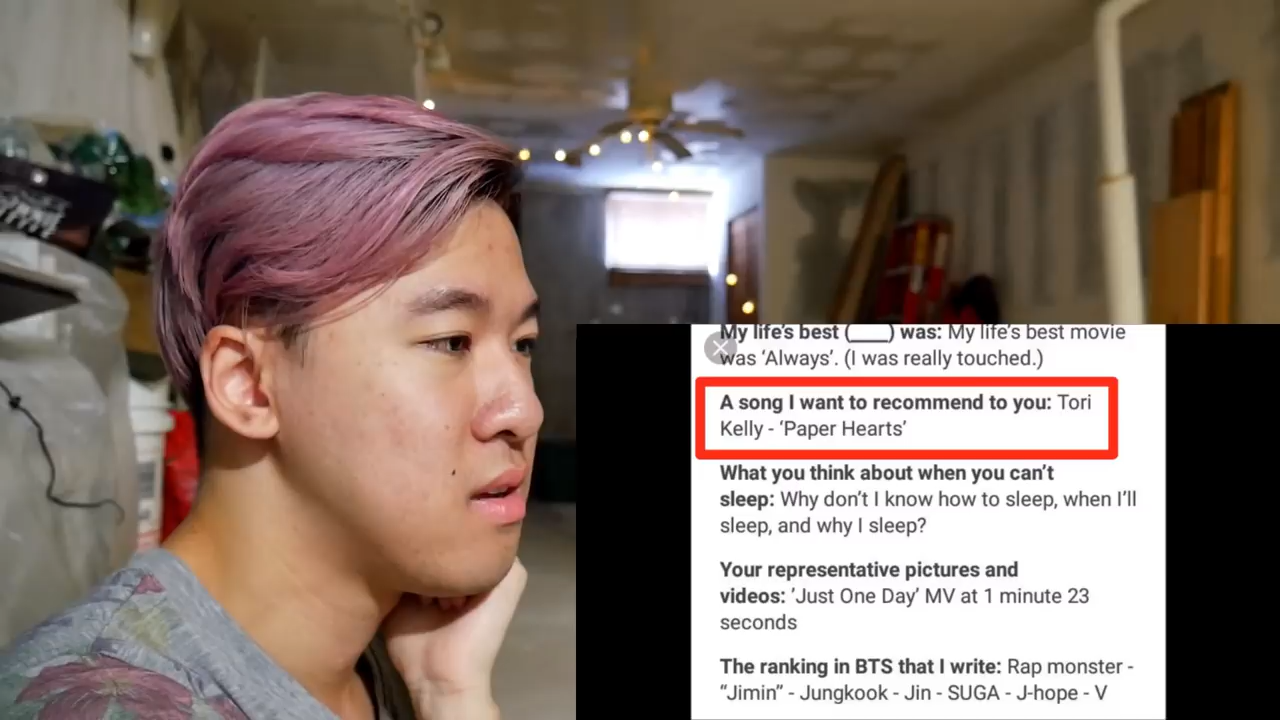 My life's best (___) was: My life's best movie
was 'Always'. (I was really touched.)
A song I want to recommend to you: Tori
Kelly - 'Paper Hearts'
What you think about when you can't
sleep: Why don't I know how to sleep, when I'll
sleep, and why I sleep?
Your representative pictures and
videos: 'Just One Day' MV at 1 minute 23
seconds
The ranking in BTS that I write: Rap monster -
“Jimin” - Jungkook - Jin - SUGA - J-hope - V